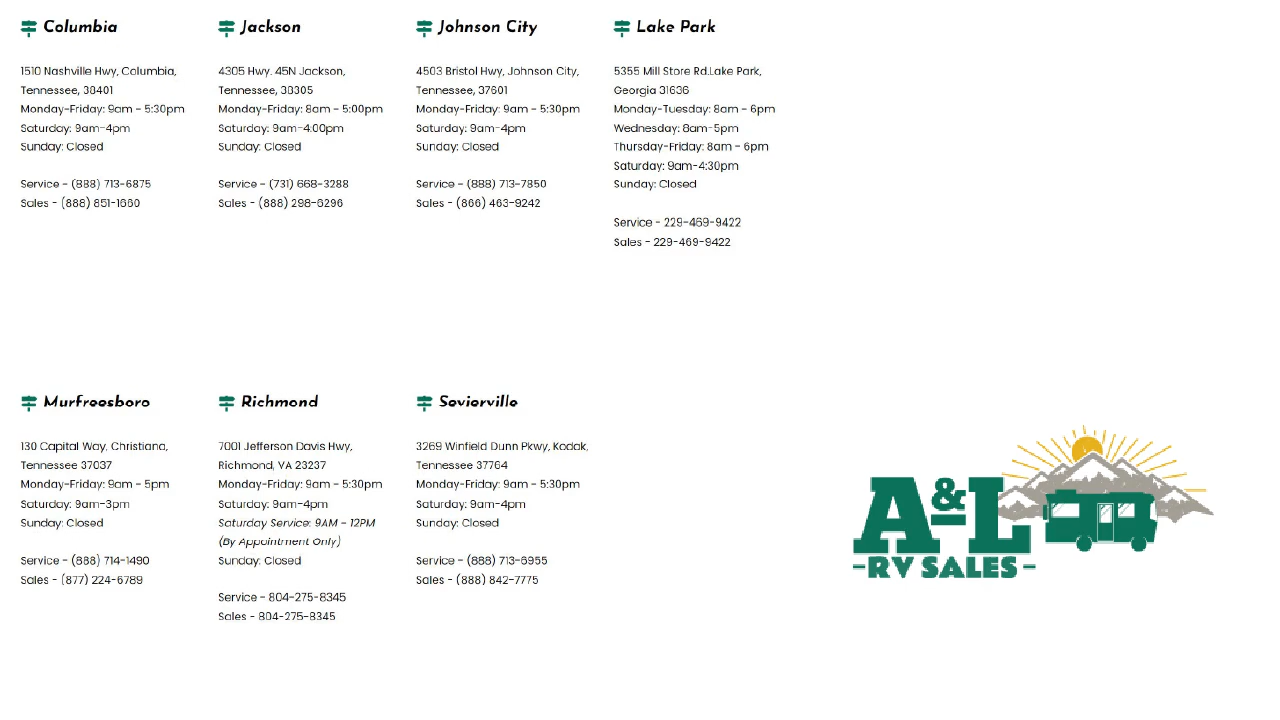 Columbia
1510 Nashville Hwy, Columbia,
Tennessee, 38401
Monday-Friday: 9am - 5:30pm
Saturday: 9am-4pm
Sunday: Closed
Service - (888) 713-6875
Sales - (888) 851-1660
Jackson
4305 Hwy. 45N Jackson,
Tennessee, 38305
Monday-Friday: 8am - 5:00pm
Saturday: 9am-4:00pm
Sunday: Closed
Service - (731) 668-3288
Sales - (888) 298-6296
Johnson City
4503 Bristol Hwy, Johnson City,
Tennessee, 37601
Monday-Friday: 9am - 5:30pm
Saturday: 9am-4pm
Sunday: Closed
Service - (888) 713-7850
Sales - (866) 463-9242
Lake Park
5355 Mill Store Rd.Lake Park,
Georgia 31636
Monday-Tuesday: 8am - 6pm
Wednesday: 8am-5pm
Thursday-Friday: 8am - 6pm
Saturday: 9am-4:30pm
Sunday: Closed
Service - 229-469-9422
Sales - 229-469-9422
Murfreesboro
130 Capital Way, Christiana,
Tennessee 37037
Monday-Friday: 9am - 5pm
Saturday: 9am-3pm
Sunday: Closed
Service - (888) 714-1490
Sales - (877) 224-6789
Richmond
7001 Jefferson Davis Hwy,
Richmond, VA 23237
Monday-Friday: 9am - 5:30pm
Saturday: 9am-4pm
Saturday Service: 9AM - 12PM
(By Appointment Only)
Sunday: Closed
Service - 804-275-8345
Sales - 804-275-8345
Sevierville
3269 Winfield Dunn Pkwy, Kodak,
Tennessee 37764
Monday-Friday: 9am - 5:30pm
Saturday: 9am-4pm
Sunday: Closed
Service - (888) 713-6955
Sales - (888) 842-7775
A&L
-RV SALES-